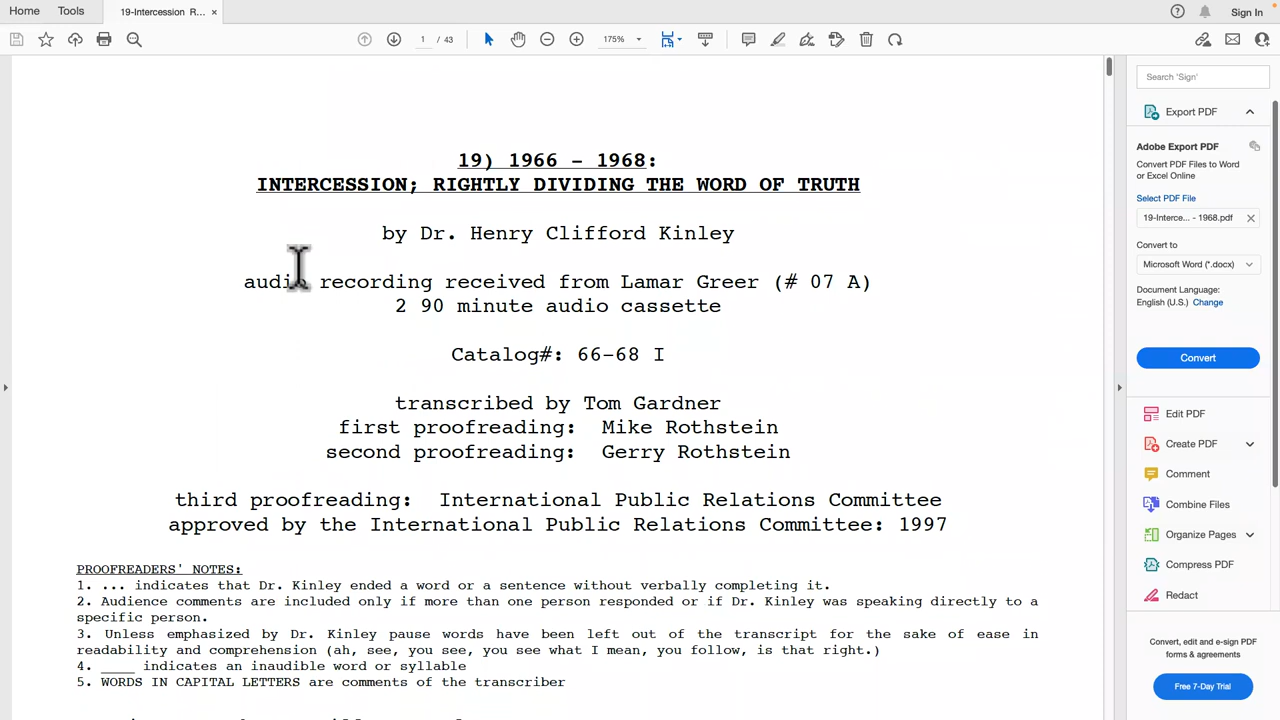 Home
Tools
19-Intercession R... ×
Sign In
1 / 43
175%
Search 'Sign'
19) 1966 – 1968:
INTERCESSION; RIGHTLY DIVIDING THE WORD OF TRUTH
by Dr. Henry Clifford Kinley
audio recording received from Lamar Greer (# 07 A)
2 90 minute audio cassette
Catalog#: 66-68 I
transcribed by Tom Gardner
first proofreading: Mike Rothstein
second proofreading: Gerry Rothstein
third proofreading: International Public Relations Committee
approved by the International Public Relations Committee: 1997
PROOFREADERS' NOTES:
1. ... indicates that Dr. Kinley ended a word or a sentence without verbally completing it.
2. Audience comments are included only if more than one person responded or if Dr. Kinley was speaking directly to a
specific person.
3. Unless emphasized by Dr. Kinley pause words have been left out of the transcript for the sake of ease in
readability and comprehension (ah, see, you see, you see what I mean, you follow, is that right.)
4. ____ indicates an inaudible word or syllable
5. WORDS IN CAPITAL LETTERS are comments of the transcriber
Export PDF
Adobe Export PDF
Convert PDF Files to Word
or Excel Online
Select PDF File
19-Interce... - 1968.pdf
Convert to
Microsoft Word (*.docx)
Document Language:
English (U.S.) Change
Convert
Edit PDF
Create PDF
Comment
Combine Files
Organize Pages
Compress PDF
Redact
Convert, edit and e-sign PDF
forms & agreements
Free 7-Day Trial